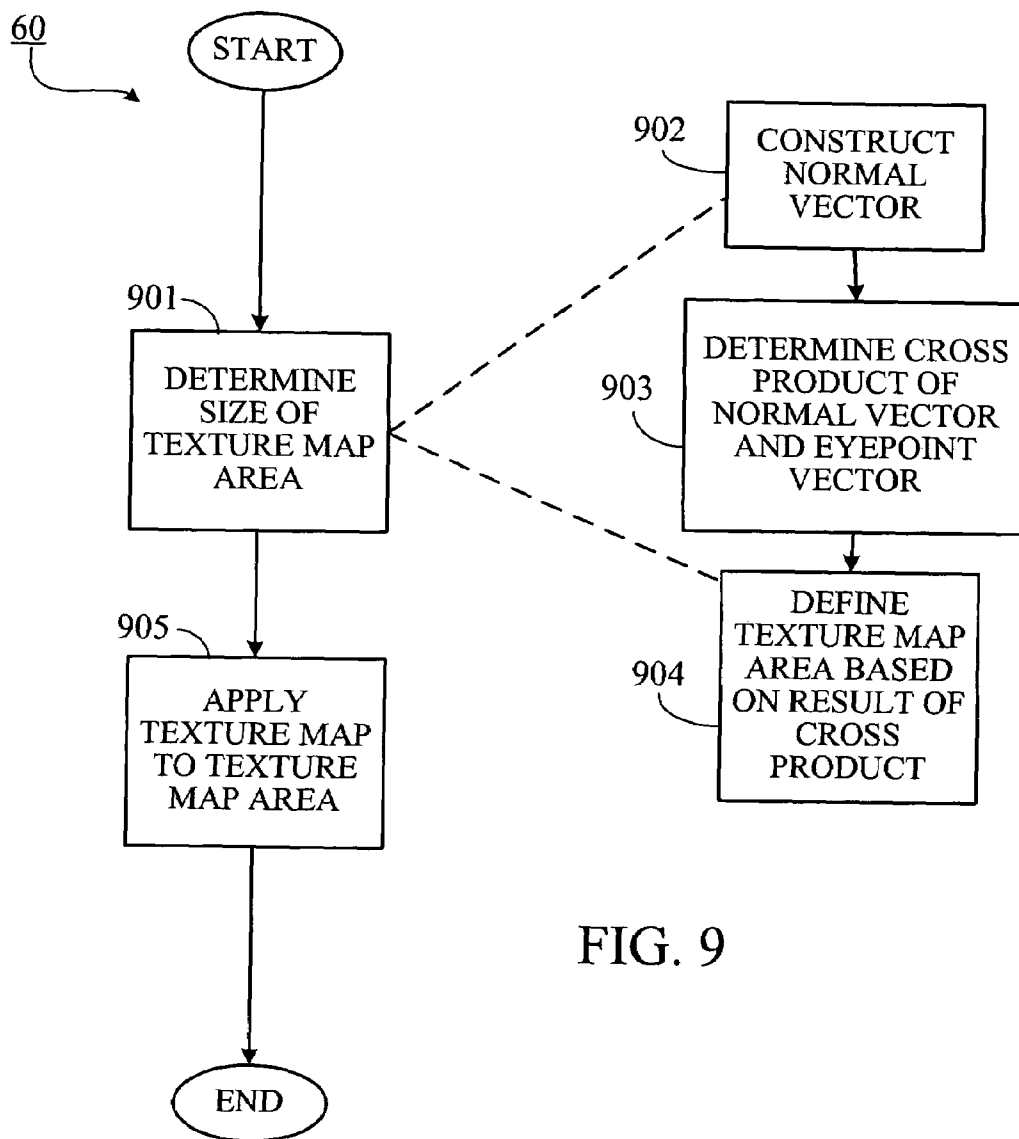 60
START
901
DETERMINE
SIZE OF
TEXTURE MAP
AREA
902
CONSTRUCT
NORMAL
VECTOR
903
DETERMINE CROSS
PRODUCT OF
NORMAL VECTOR
AND EYEPOINT
VECTOR
904
DEFINE
TEXTURE MAP
AREA BASED
ON RESULT OF
CROSS
PRODUCT
905
APPLY
TEXTURE MAP
TO TEXTURE
MAP AREA
END
FIG. 9